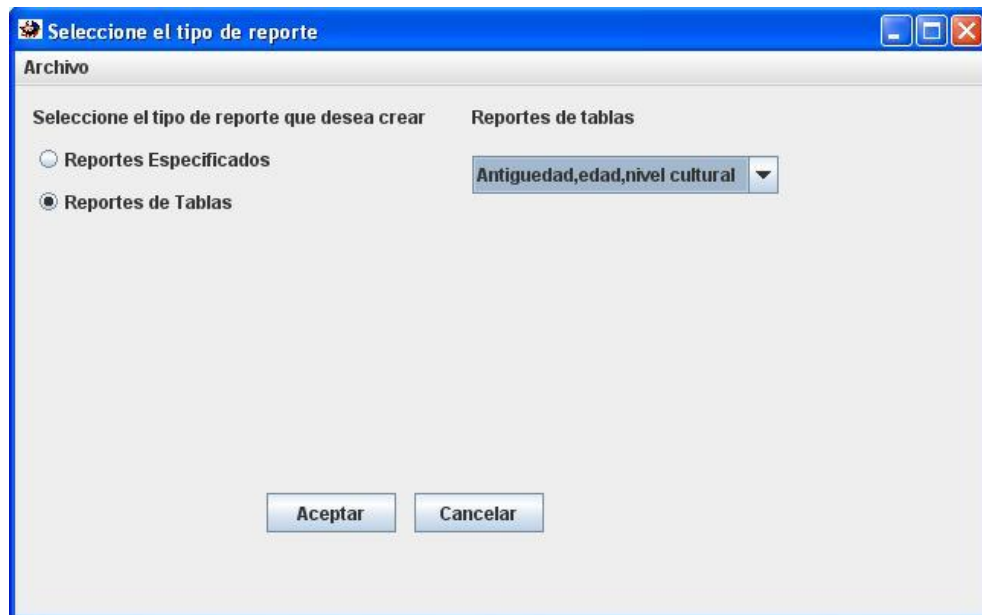 Seleccione el tipo de reporte
Archivo
Seleccione el tipo de reporte que desea crear
Reportes de tablas
Reportes Especificados
Antiguedad,edad,nivel cultural
Reportes de Tablas
Aceptar
Cancelar